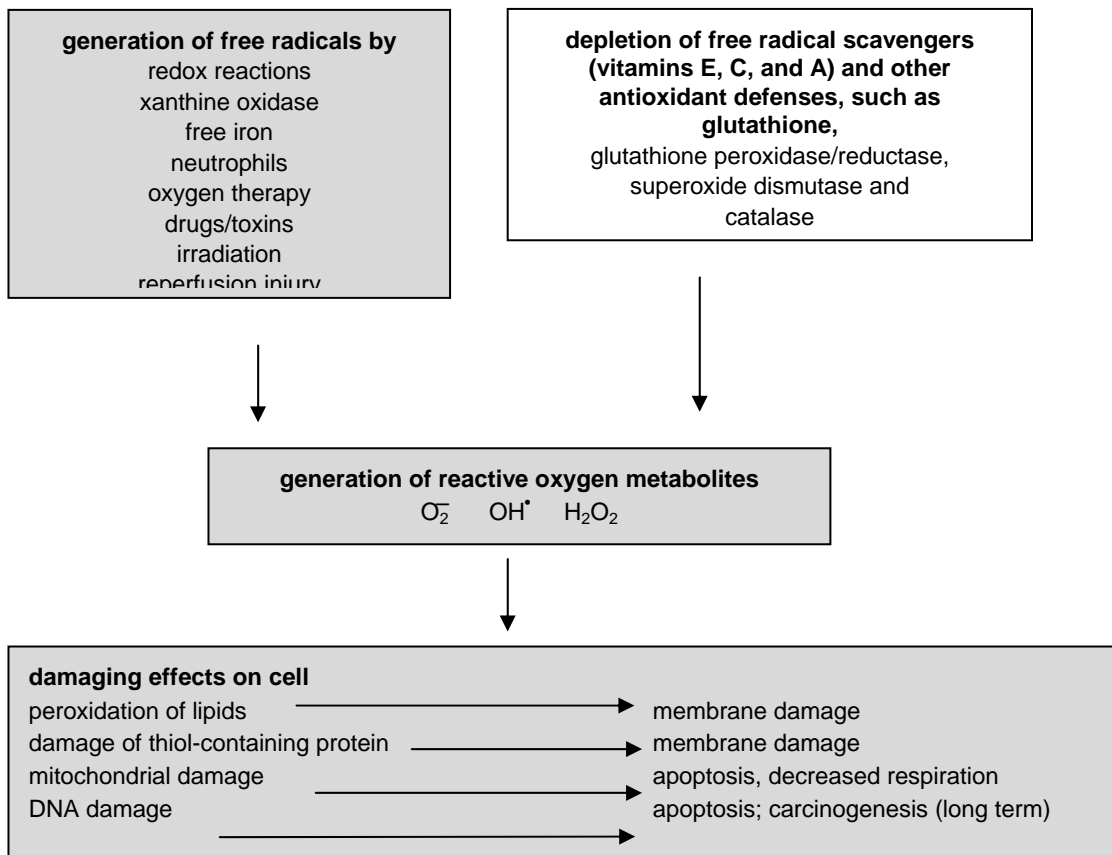 generation of free radicals by
redox reactions
xanthine oxidase
free iron
neutrophils
oxygen therapy
drugs/toxins
irradiation
reperfusion injury
depletion of free radical scavengers
(vitamins E, C, and A) and other
antioxidant defenses, such as
glutathione,
glutathione peroxidase/reductase,
superoxide dismutase and
catalase
generation of reactive oxygen metabolites
O₂⁻ OH• H₂O₂
damaging effects on cell
peroxidation of lipids membrane damage
damage of thiol-containing protein membrane damage
mitochondrial damage apoptosis, decreased respiration
DNA damage apoptosis; carcinogenesis (long term)